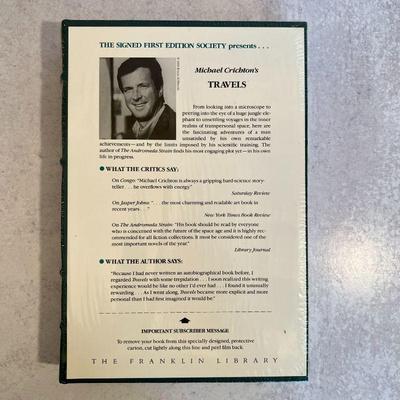 THE SIGNED FIRST EDITION SOCIETY presents . . .
Michael Crichton's
TRAVELS
From looking into a microscope to
peering into the eye of a huge jungle ele-
phant to unsettling voyages in the inner
realms of transpersonal space, here
are the fascinating adventures of a man
unsatisfied by his own remarkable
achievements—and by the limits imposed by his scientific training. The
author of The Andromeda Strain finds his most engaging plot yet—in his own
life in progress.
WHAT THE CRITICS SAY:
On Congo: "Michael Crichton is always a gripping hard-science story-
teller . . . he overflows with energy."
Saturday Review
On Jasper Johns: ". . . the most charming and readable art book in
recent years. . ."
New York Times Book Review
On The Andromeda Strain: "His book should be read by everyone
who is concerned with the future of the space age and it is highly rec-
ommended for all fiction collections. It must be considered one of the
most important novels of the year."
Library Journal
WHAT THE AUTHOR SAYS:
"Because I had never written an autobiographical book before, I
regarded Travels with some trepidation . . . I soon realized this writing
experience would be like no other I'd ever had . . . I found it unusually
rewarding . . . As I went along, Travels became more explicit and more
personal than I had first imagined it would be."
IMPORTANT SUBSCRIBER MESSAGE
To remove your book from this specially designed, protective
carton, cut lightly along this line and peel film back.
THE FRANKLIN LIBRARY